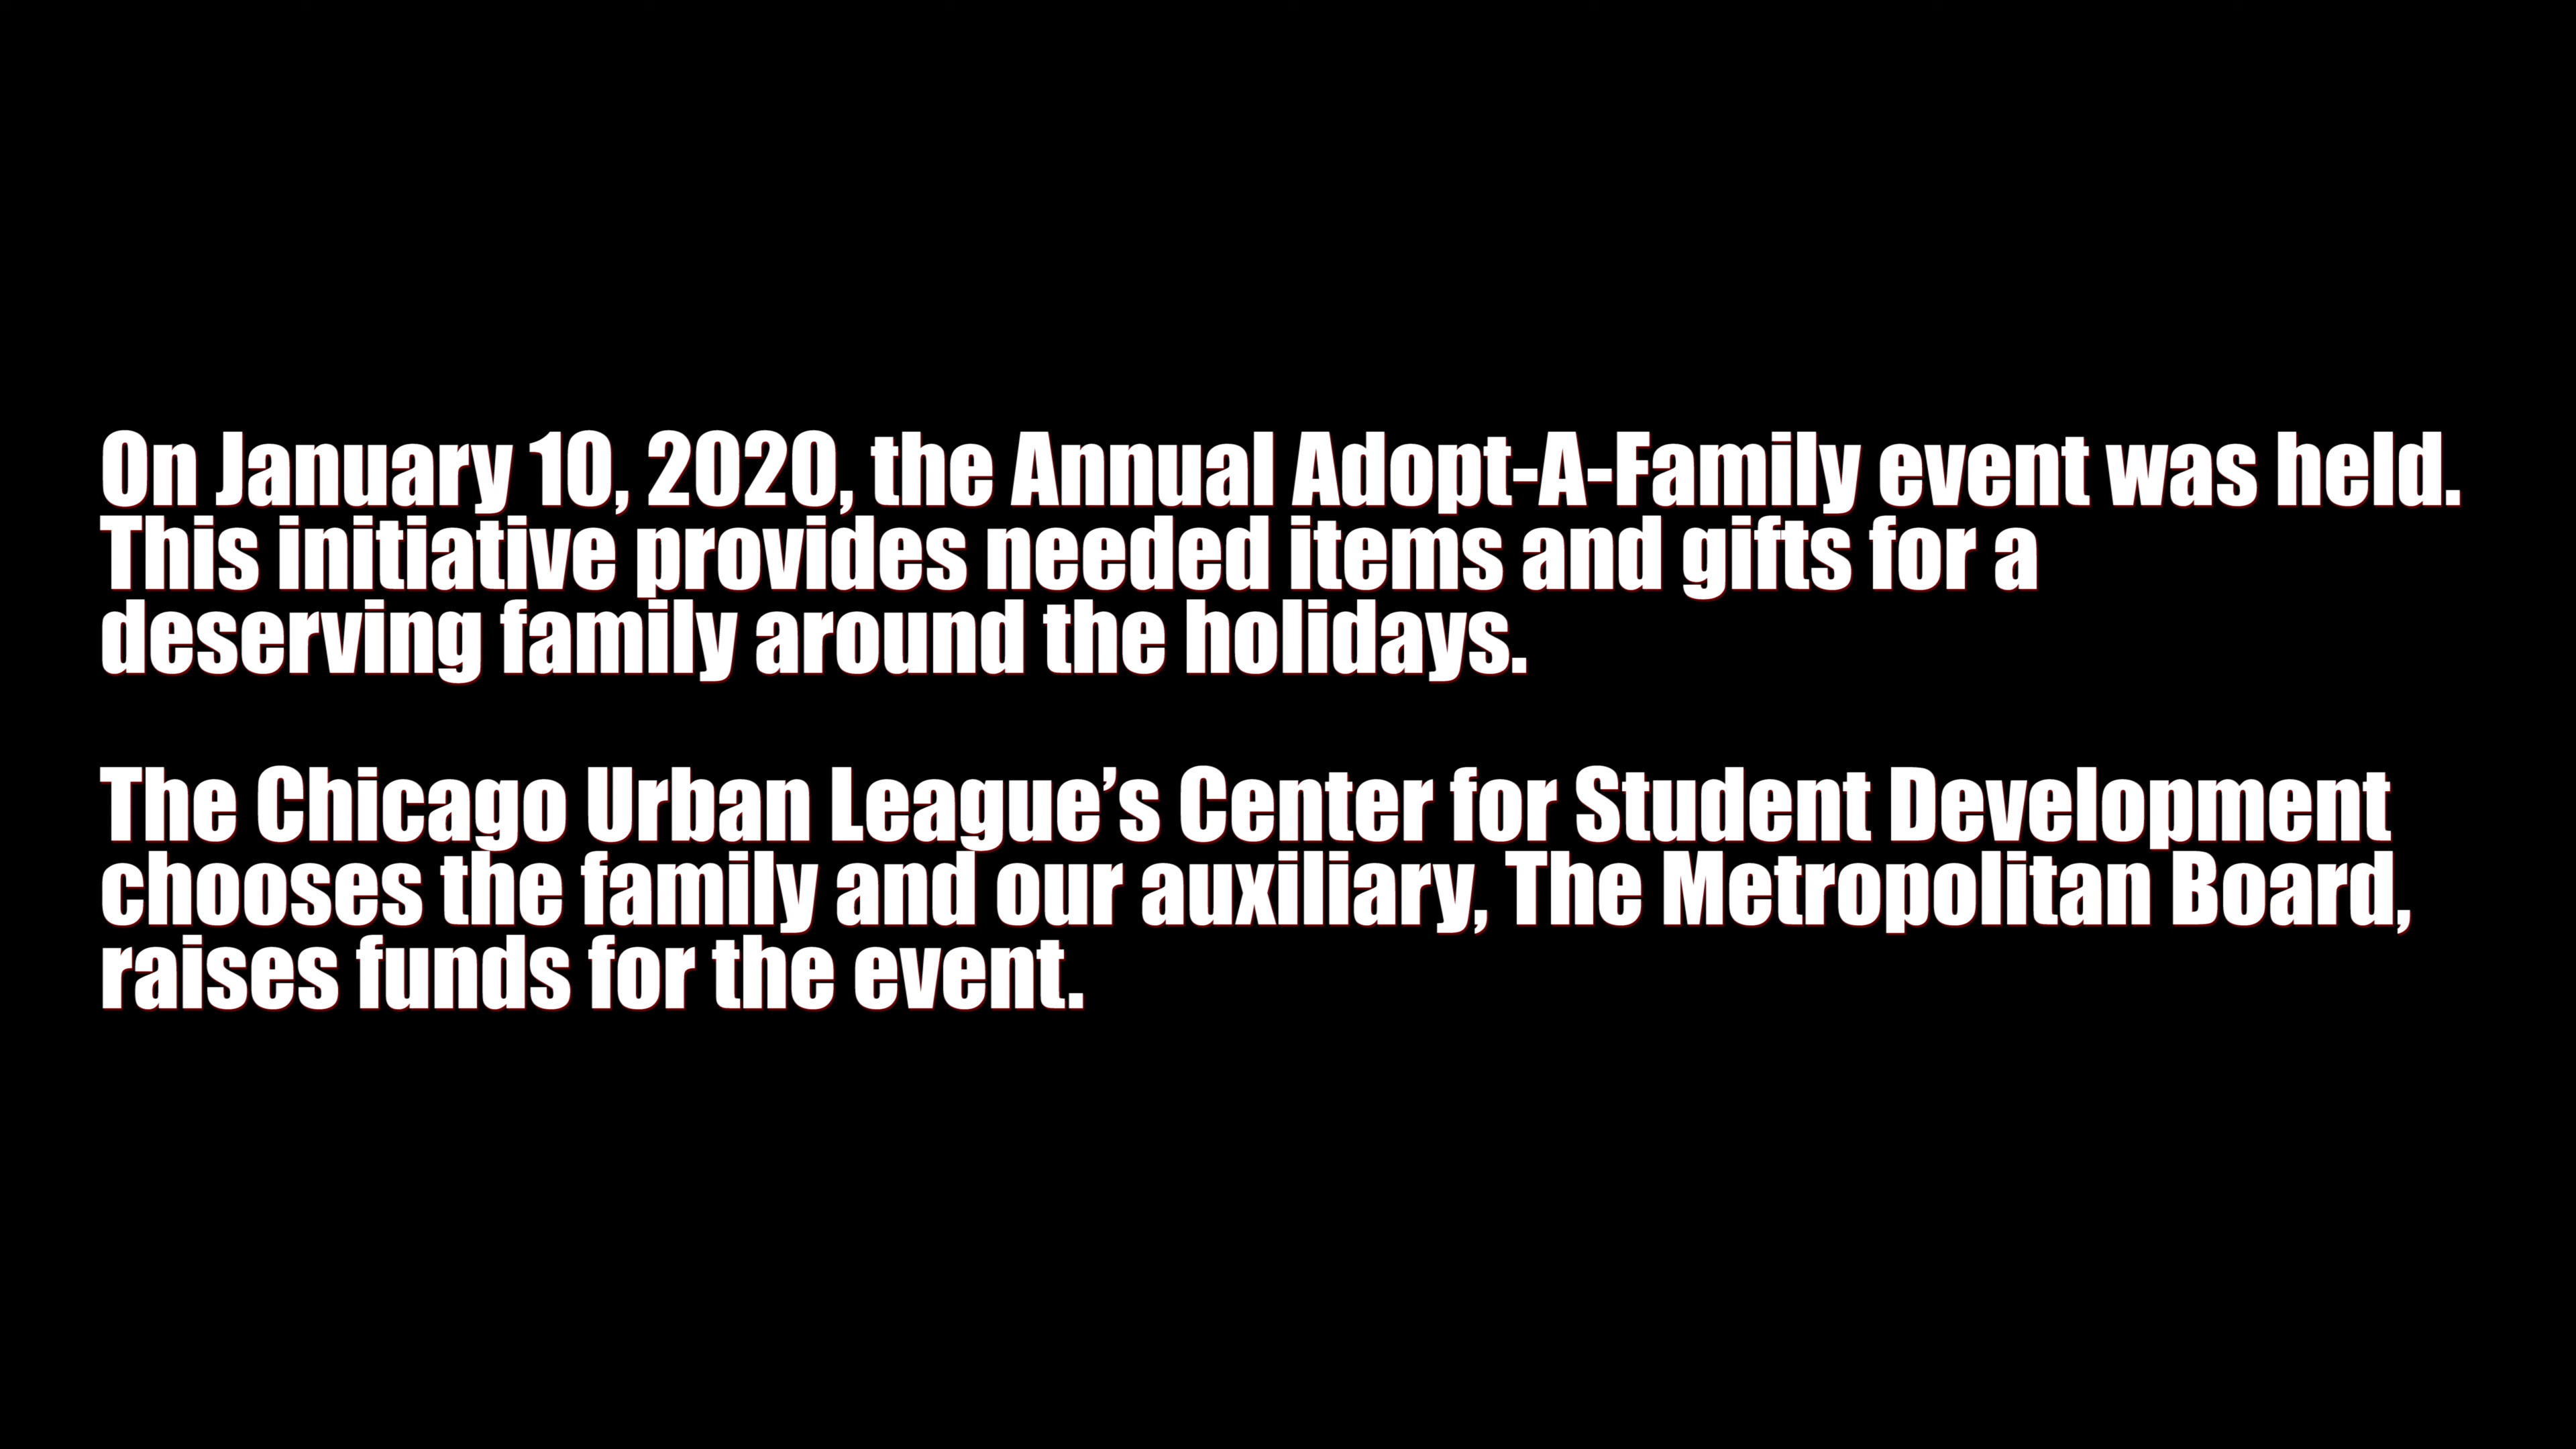 On January 10, 2020, the Annual Adopt-A-Family event was held.
This initiative provides needed items and gifts for a
deserving family around the holidays.
The Chicago Urban League’s Center for Student Development
chooses the family and our auxiliary, The Metropolitan Board,
raises funds for the event.